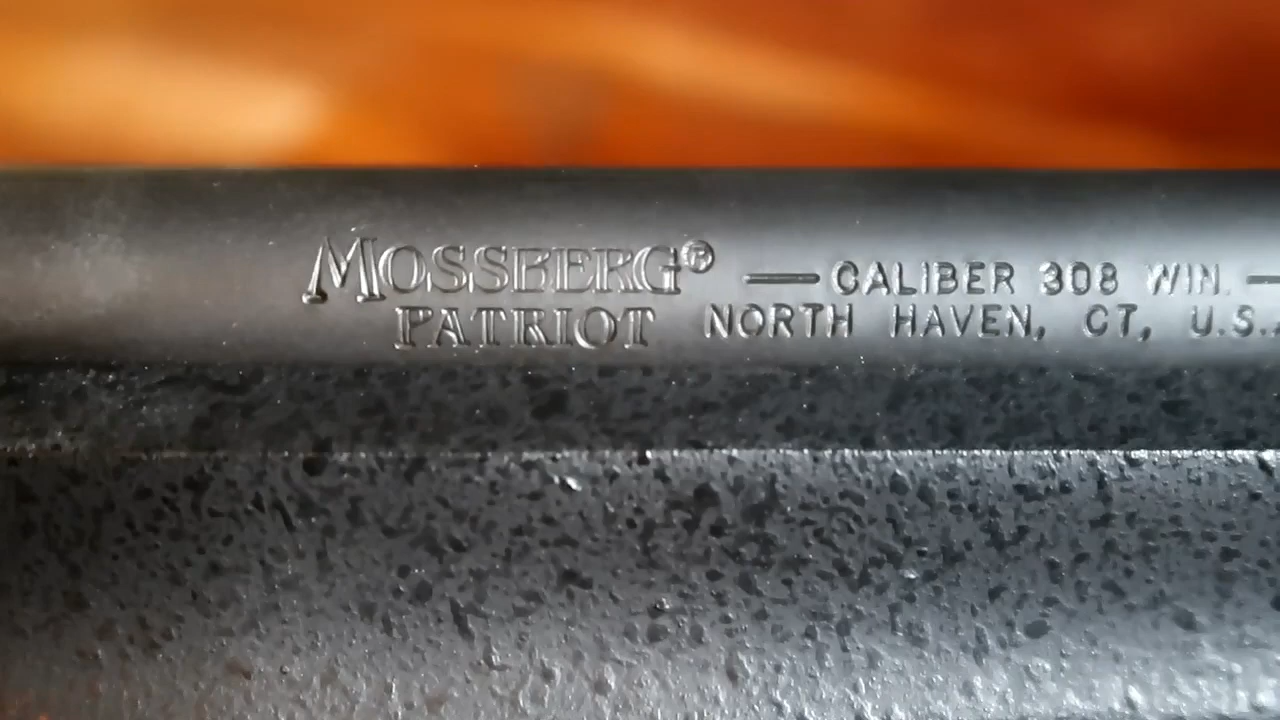 MOSSBERG® — CALIBER 308 WIN. —
PATRIOT NORTH HAVEN, CT, U.S.